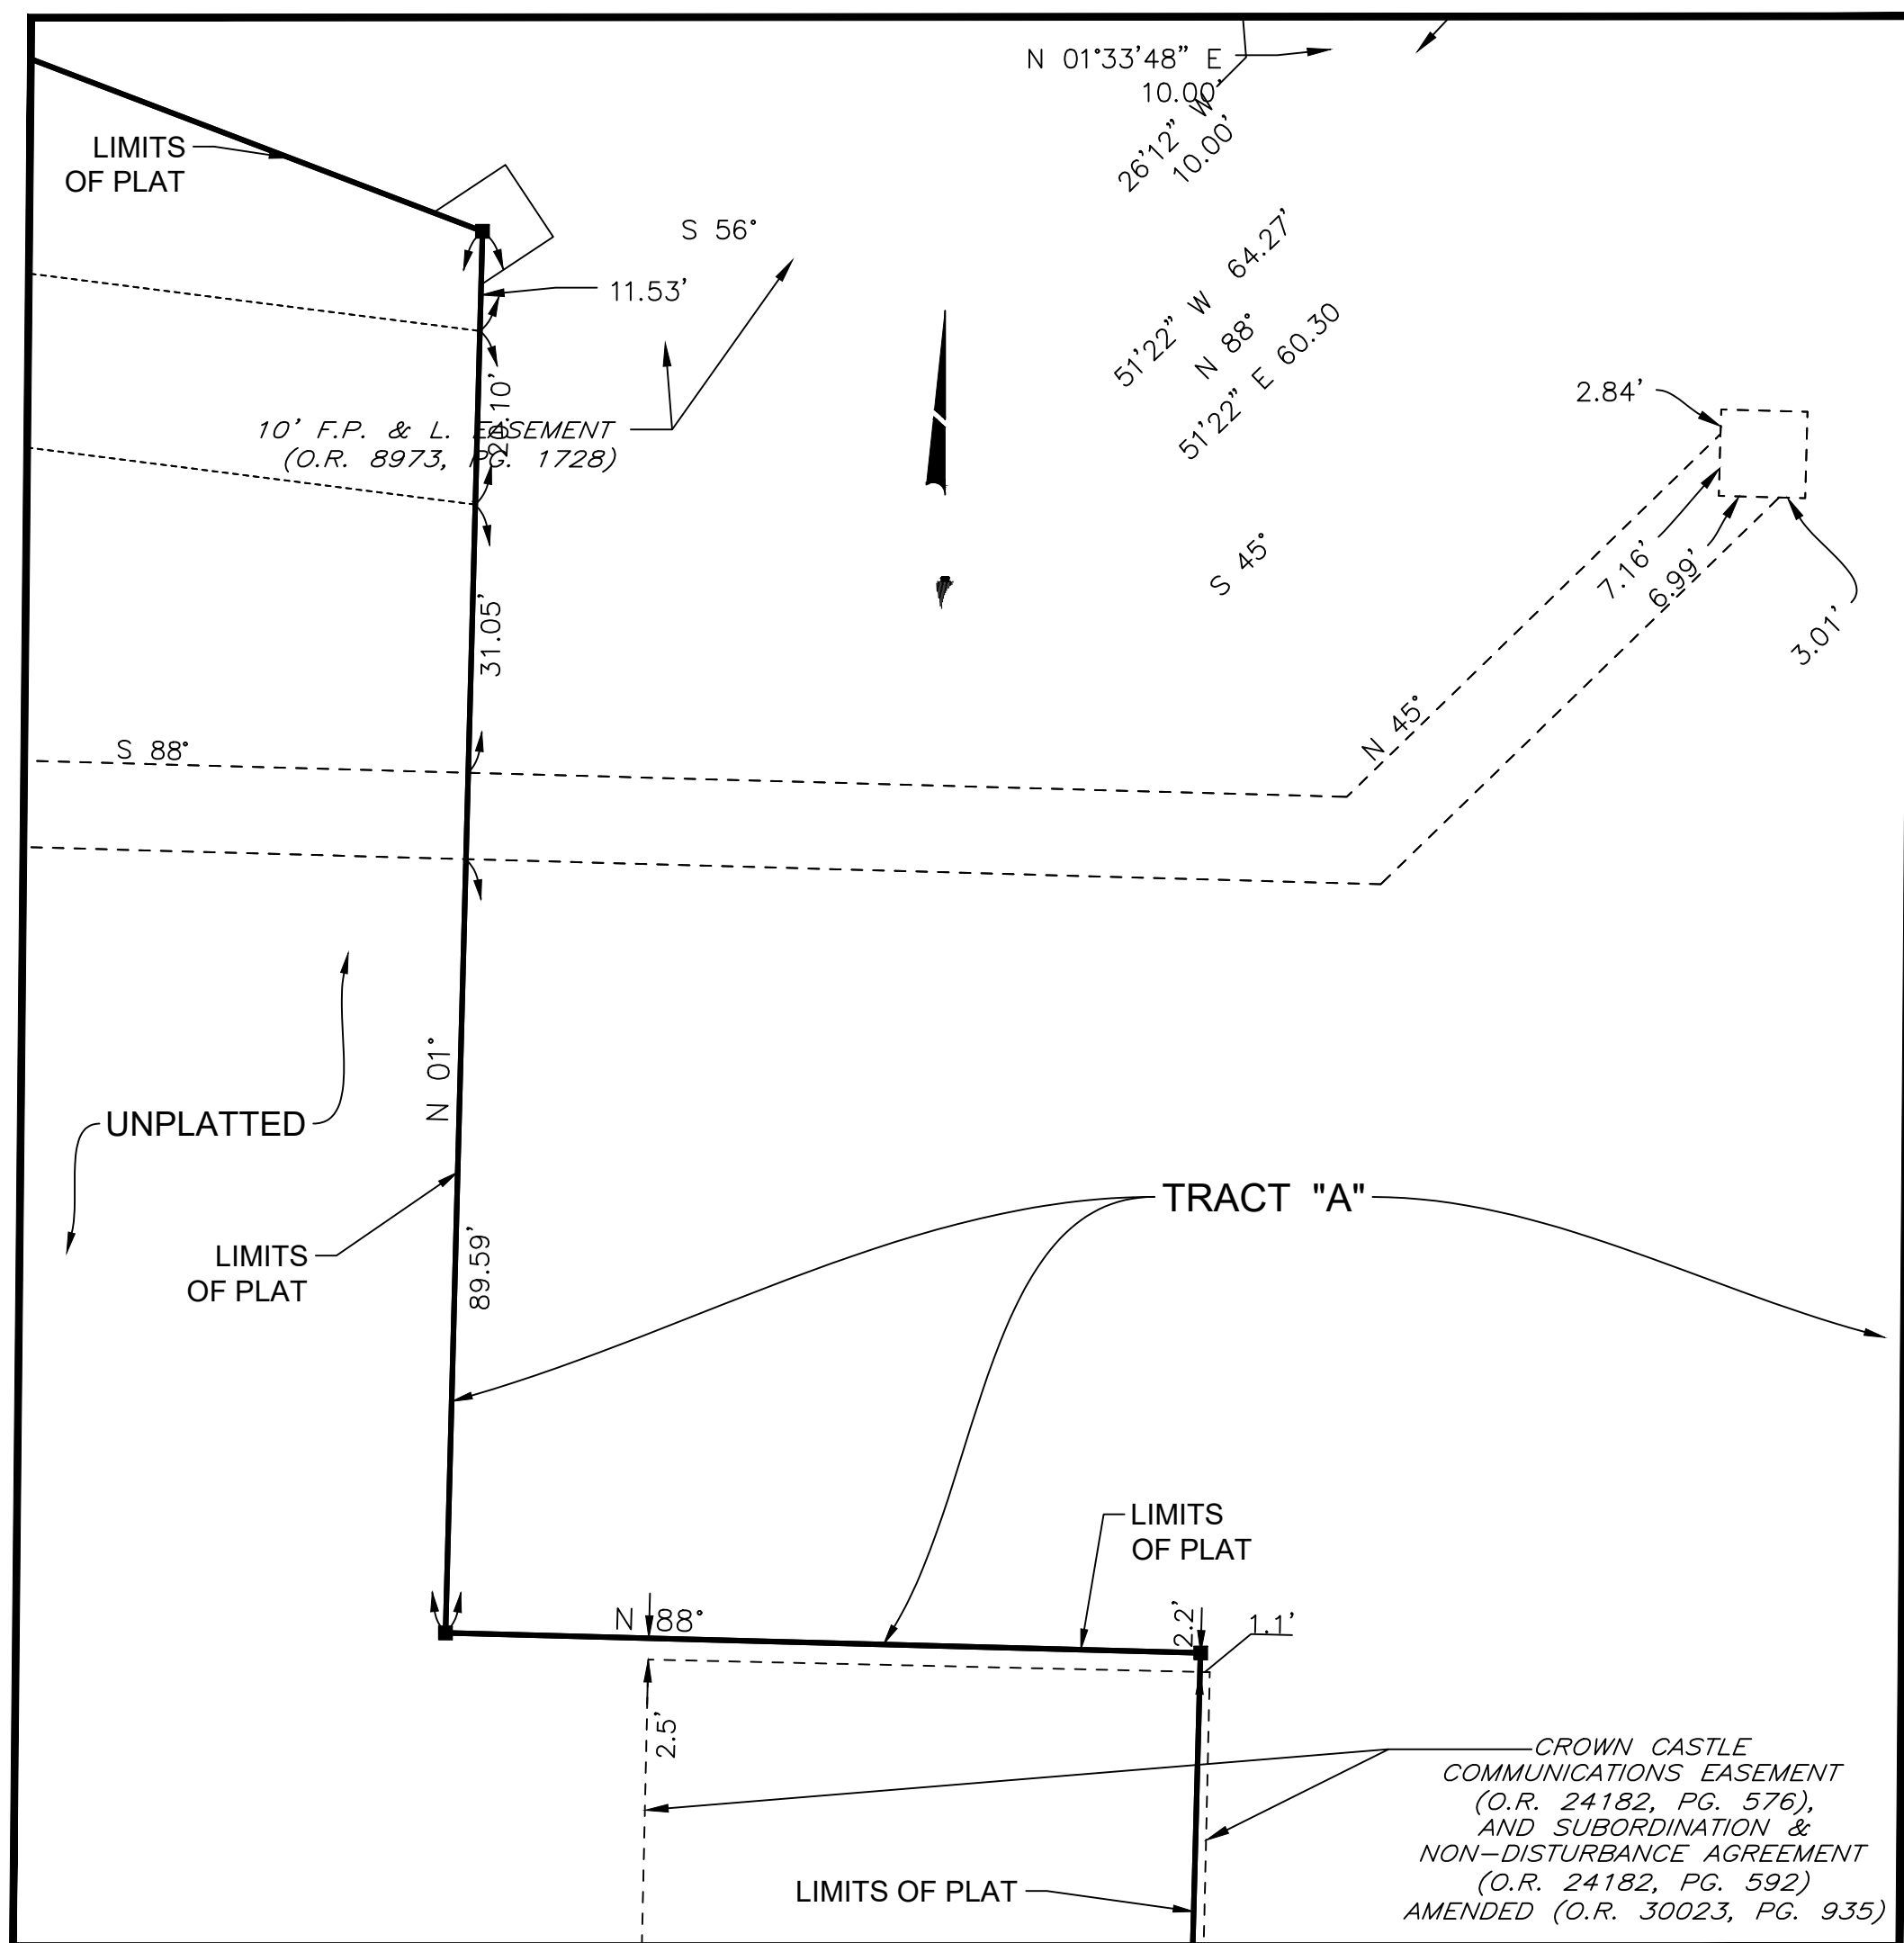 N 01°33'48” E
10.00'
26'12” W
10.00'
LIMITS
OF PLAT
S 56°
11.53'
51'22” W 64.27'
N 88°
51'22” E 60.30
2.84'
20.10'
10' F.P. & L. EASEMENT
(O.R. 8973, PG. 1728)
S 45°
7.16'
6.99'
3.01'
31.05'
N 45°
S 88°
N 01°
UNPLATTED
TRACT "A"
LIMITS
OF PLAT
89.59'
LIMITS
OF PLAT
N 88°
2.2'
1.1'
2.5'
CROWN CASTLE
COMMUNICATIONS EASEMENT
(O.R. 24182, PG. 576),
AND SUBORDINATION &
NON–DISTURBANCE AGREEMENT
(O.R. 24182, PG. 592)
AMENDED (O.R. 30023, PG. 935)
LIMITS OF PLAT